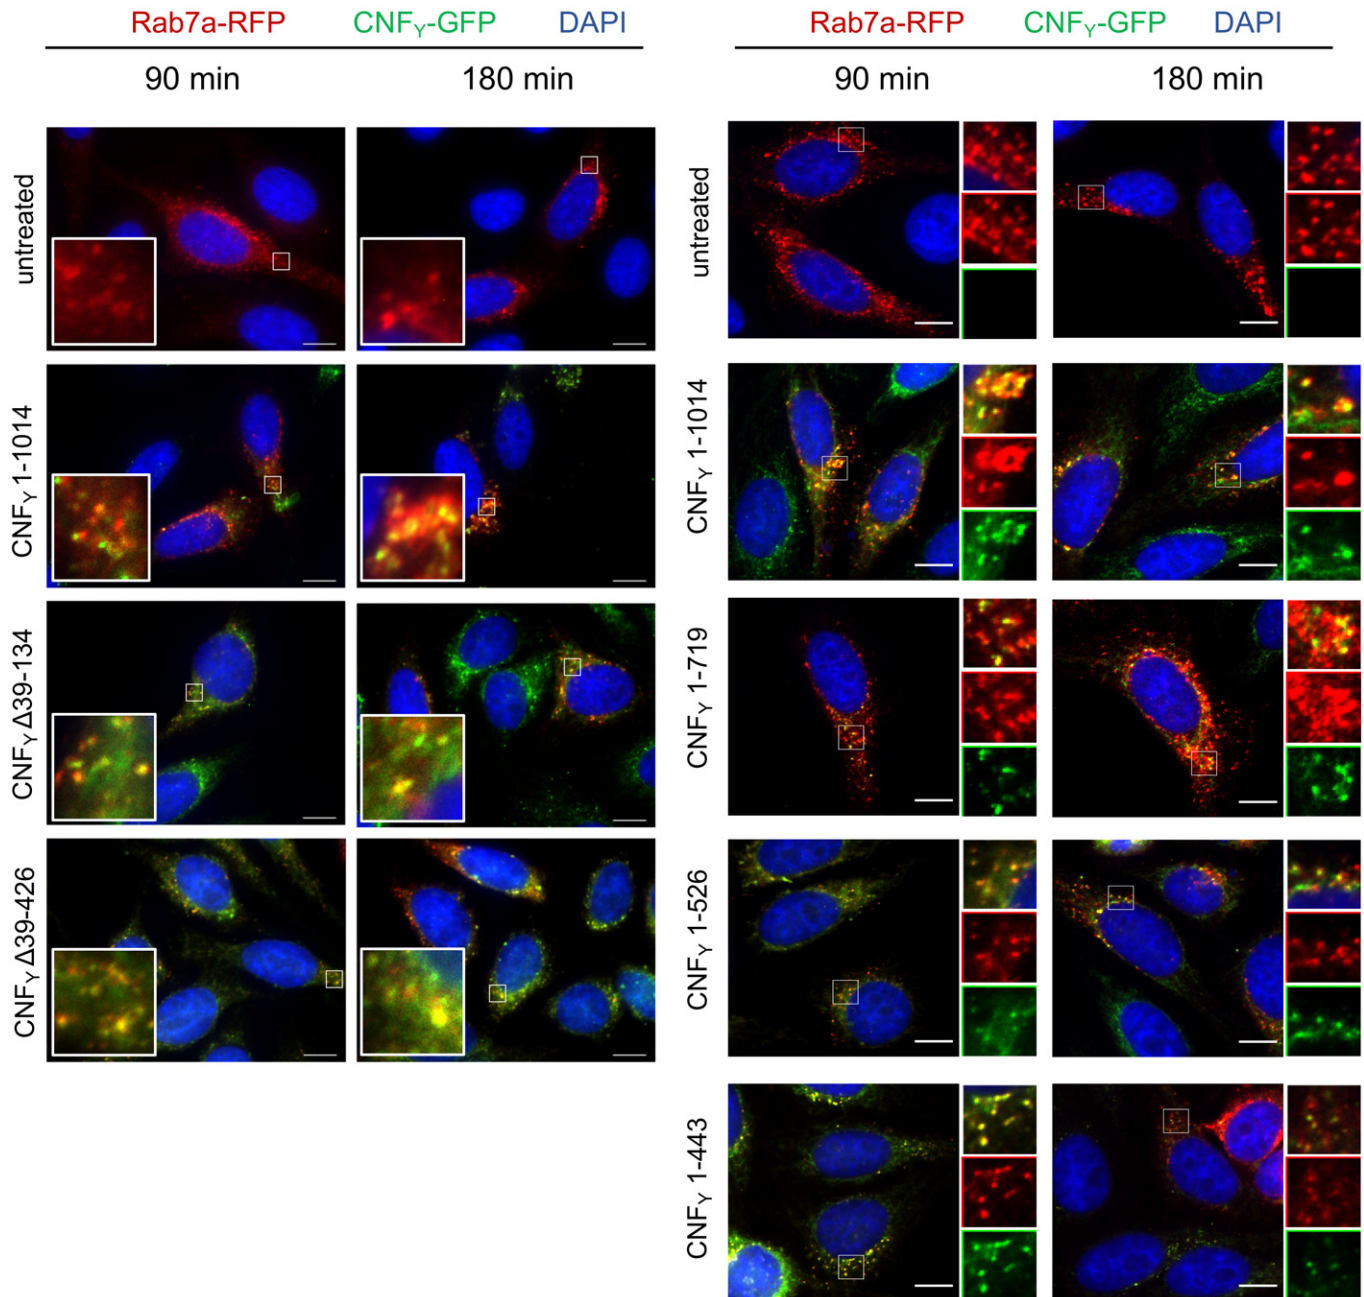 Rab7a-RFP CNFY-GFP DAPI
90 min 180 min
untreated
CNFY 1-1014
CNFY Δ39-134
CNFY Δ39-426
Rab7a-RFP CNFY-GFP DAPI
90 min 180 min
untreated
CNFY 1-1014
CNFY 1-719
CNFY 1-526
CNFY 1-443